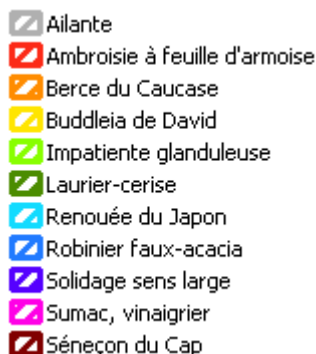 Ailante
Ambroisie à feuille d'armoise
Berce du Caucase
Buddleia de David
Impatiente glanduleuse
Laurier-cerise
Renouée du Japon
Robinier faux-acacia
Solidage sens large
Sumac, vinaigrier
Séneçon du Cap